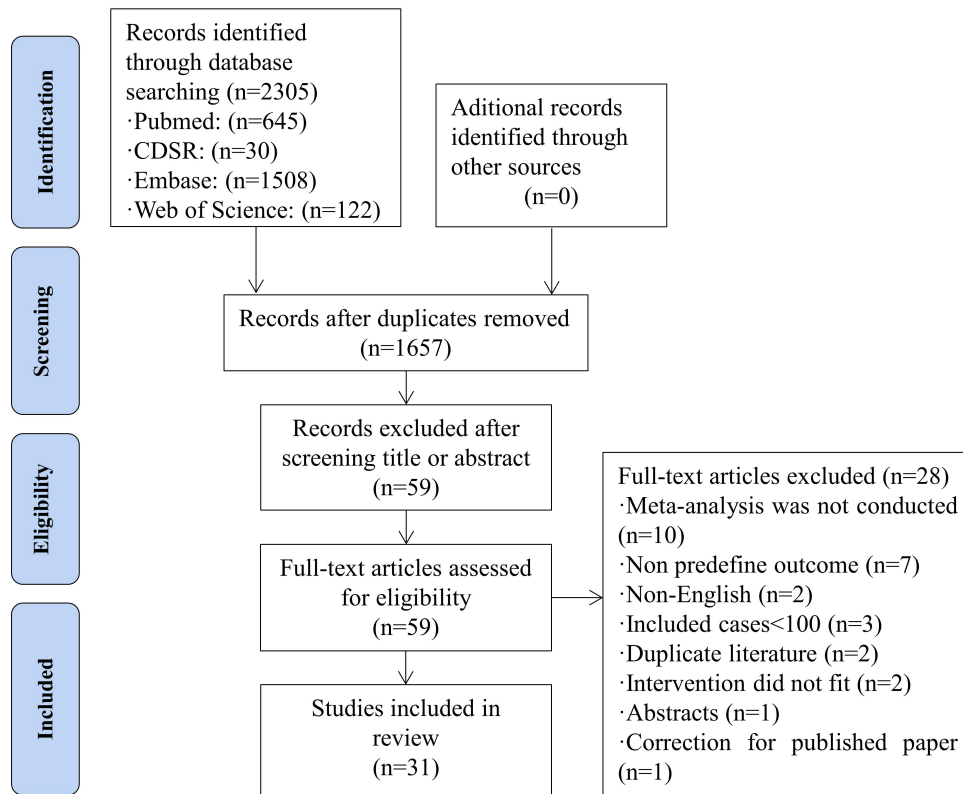 Identification
Records identified
through database
searching (n=2305)
·Pubmed: (n=645)
·CDSR: (n=30)
·Embase: (n=1508)
·Web of Science: (n=122)
Aditional records
identified through
other sources
(n=0)
Screening
Records after duplicates removed
(n=1657)
Eligibility
Records excluded after
screening title or abstract
(n=59)
Full-text articles assessed
for eligibility
(n=59)
Full-text articles excluded (n=28)
·Meta-analysis was not conducted
(n=10)
·Non predefine outcome (n=7)
·Non-English (n=2)
·Included cases<100 (n=3)
·Duplicate literature (n=2)
·Intervention did not fit (n=2)
·Abstracts (n=1)
·Correction for published paper
(n=1)
Included
Studies included in
review
(n=31)